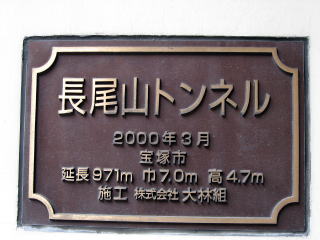 長尾山トンネル
2000年3月
宝塚市
延長971m 巾7.0m 高4.7m
施工 株式会社 大林組